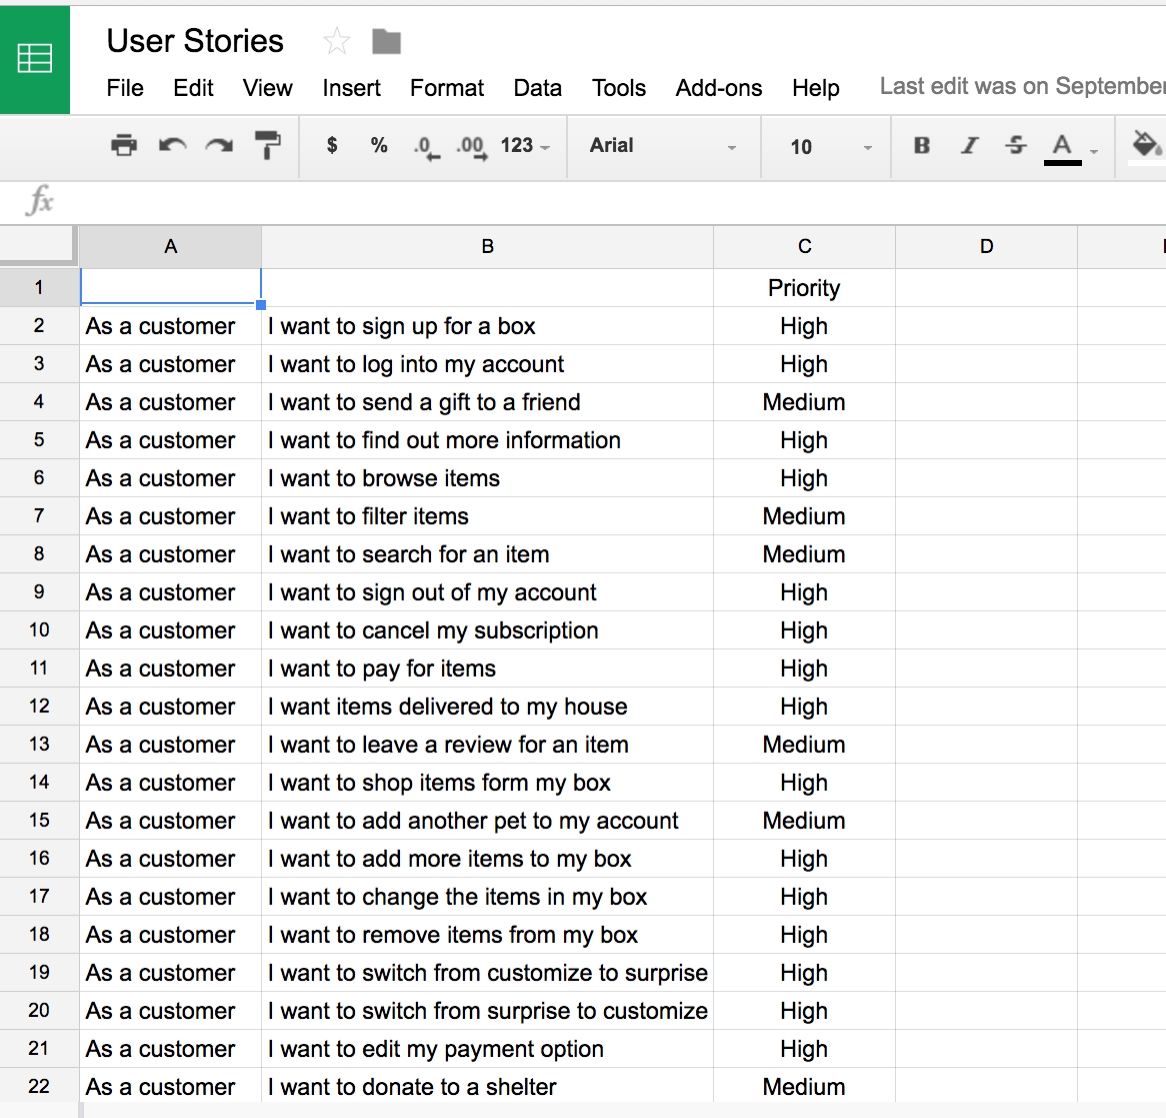 User Stories
File Edit View Insert Format Data Tools Add-ons Help Last edit was on September
$ % .0 .00 123 Arial 10 B I S A
fx
A B C D
1 Priority
2 As a customer I want to sign up for a box High
3 As a customer I want to log into my account High
4 As a customer I want to send a gift to a friend Medium
5 As a customer I want to find out more information High
6 As a customer I want to browse items High
7 As a customer I want to filter items Medium
8 As a customer I want to search for an item Medium
9 As a customer I want to sign out of my account High
10 As a customer I want to cancel my subscription High
11 As a customer I want to pay for items High
12 As a customer I want items delivered to my house High
13 As a customer I want to leave a review for an item Medium
14 As a customer I want to shop items form my box High
15 As a customer I want to add another pet to my account Medium
16 As a customer I want to add more items to my box High
17 As a customer I want to change the items in my box High
18 As a customer I want to remove items from my box High
19 As a customer I want to switch from customize to surprise High
20 As a customer I want to switch from surprise to customize High
21 As a customer I want to edit my payment option High
22 As a customer I want to donate to a shelter Medium